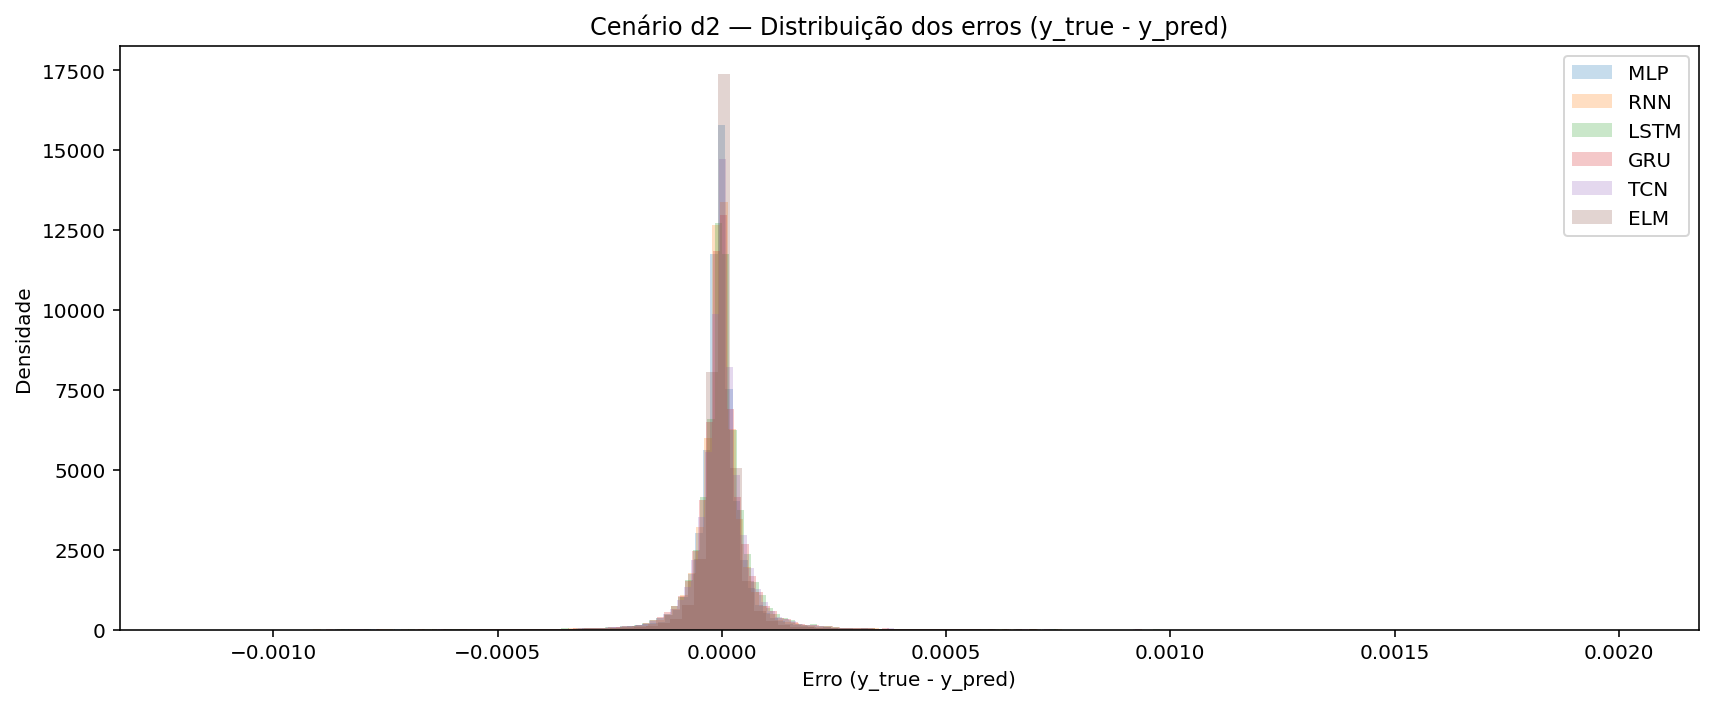 Cenário d2 — Distribuição dos erros (y_true - y_pred)
17500
15000
12500
10000
7500
5000
2500
0
Densidade
MLP
RNN
LSTM
GRU
TCN
ELM
−0.0010
−0.0005
0.0000
0.0005
0.0010
0.0015
0.0020
Erro (y_true - y_pred)